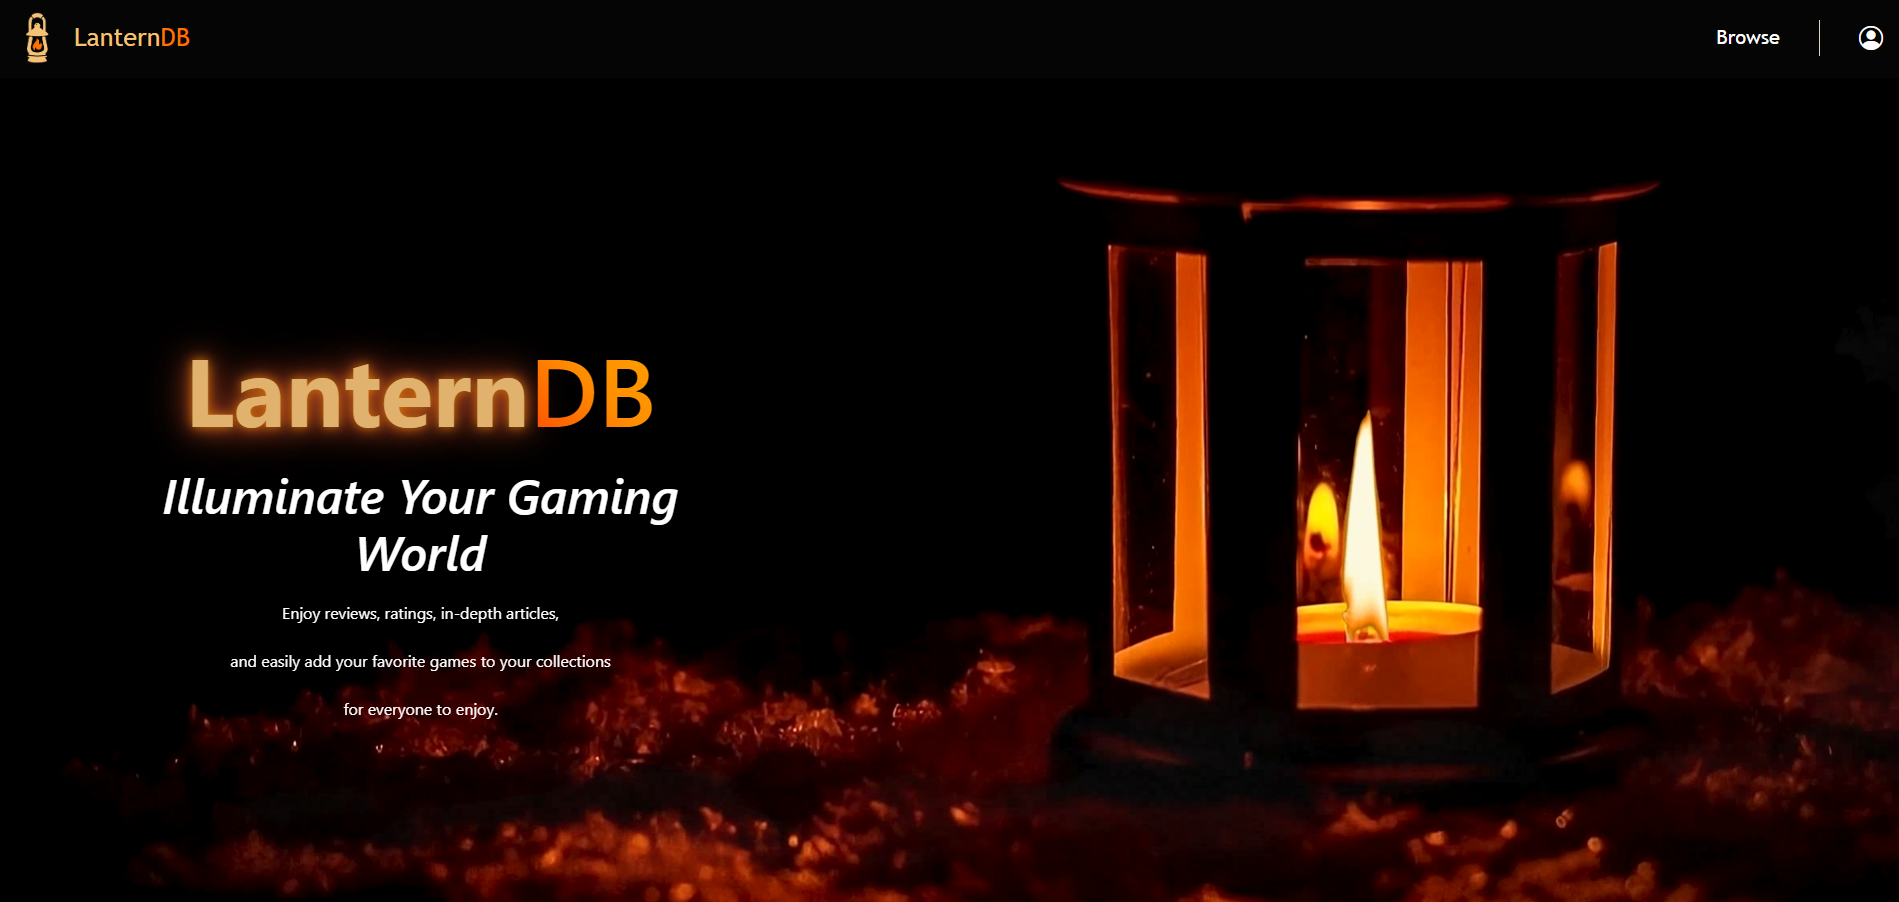 LanternDB
Browse
LanternDB
Illuminate Your Gaming
World
Enjoy reviews, ratings, in-depth articles,
and easily add your favorite games to your collections
for everyone to enjoy.